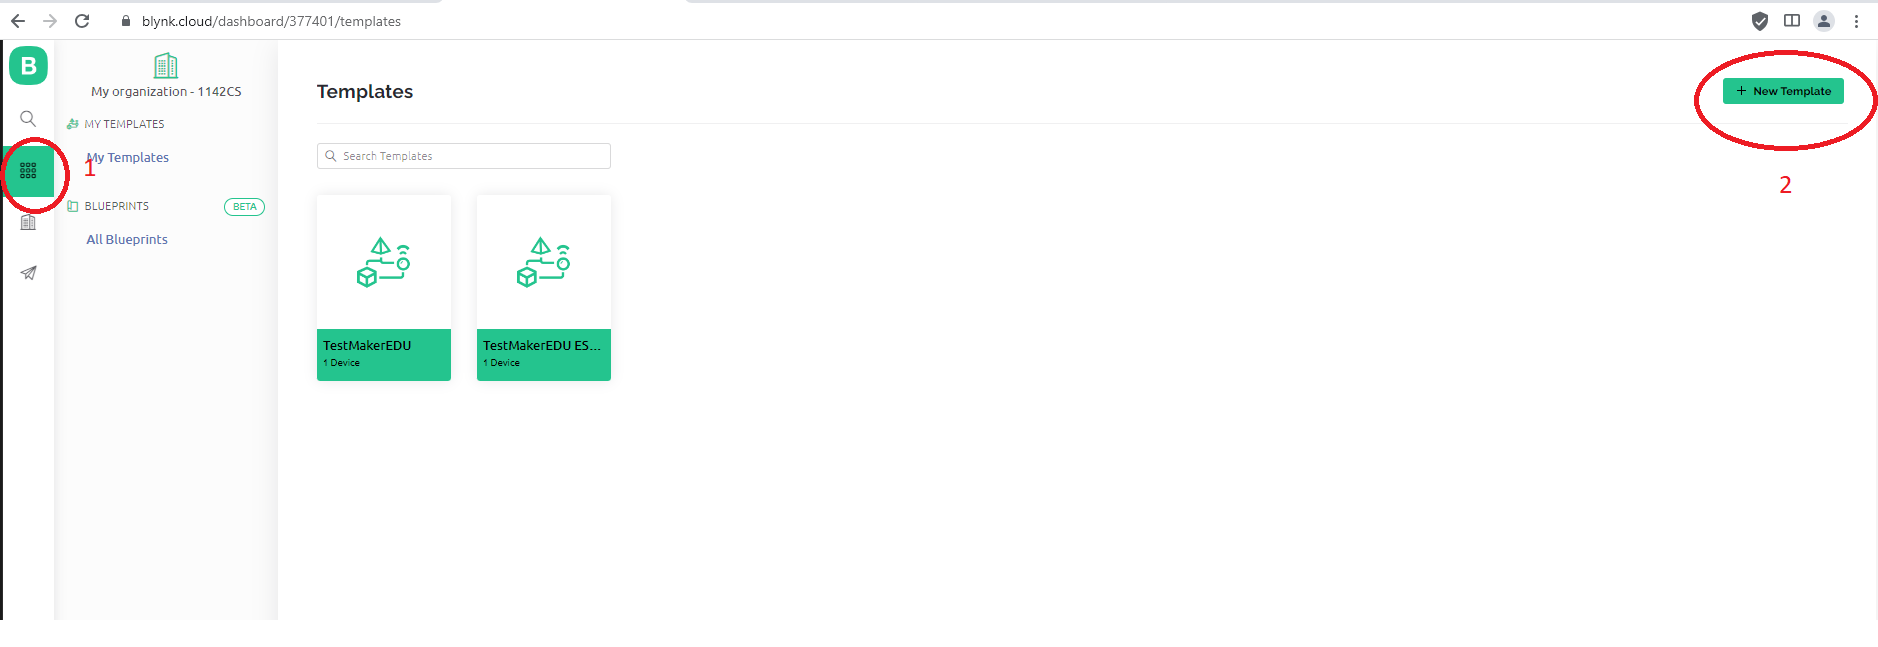 blynk.cloud/dashboard/377401/templates
B
My organization - 1142CS
MY TEMPLATES
My Templates
1
BLUEPRINTS
BETA
All Blueprints
Templates
+ New Template
2
Search Templates
TestMakerEDU
1 Device
TestMakerEDU ES...
1 Device